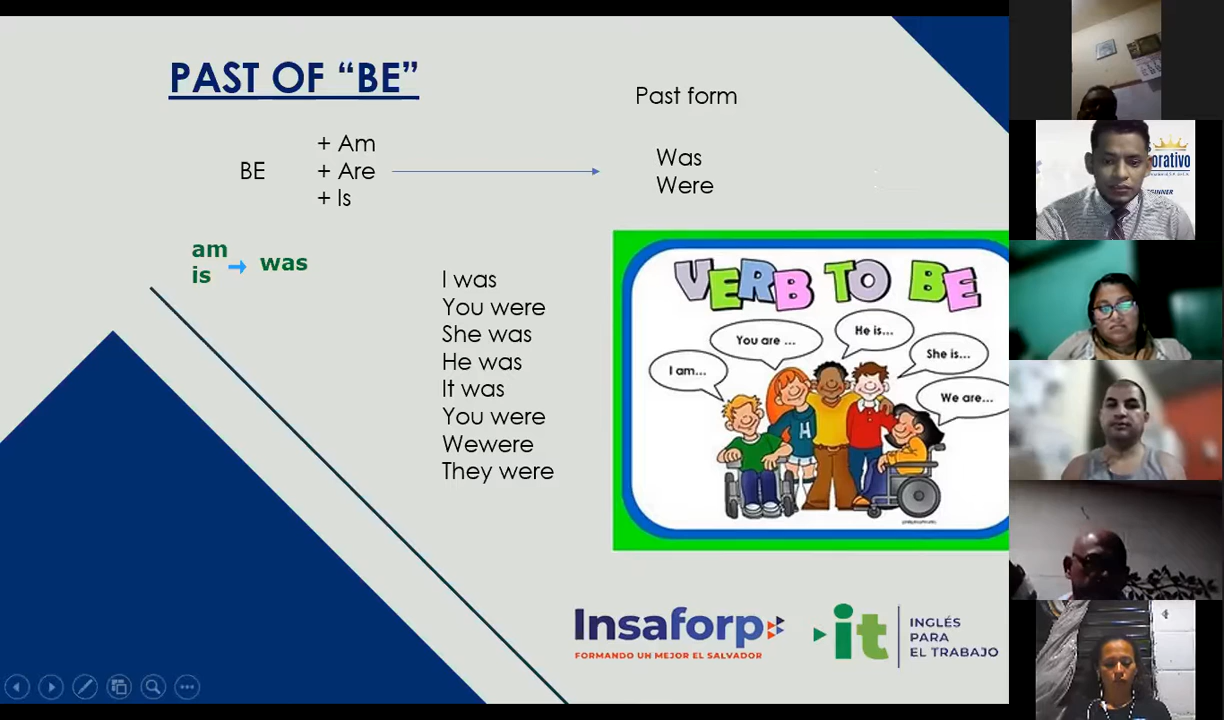 PAST OF “BE”
Past form
BE
+ Am
+ Are
+ Is
Was
Were
am
is
was
I was
You were
She was
He was
It was
You were
Wewere
They were
VERB TO BE
I am...
You are ...
He is...
She is...
We are...
H
Insaforp
FORMANDO UN MEJOR EL SALVADOR
it
INGLÉS
PARA
EL TRABAJO
orativo